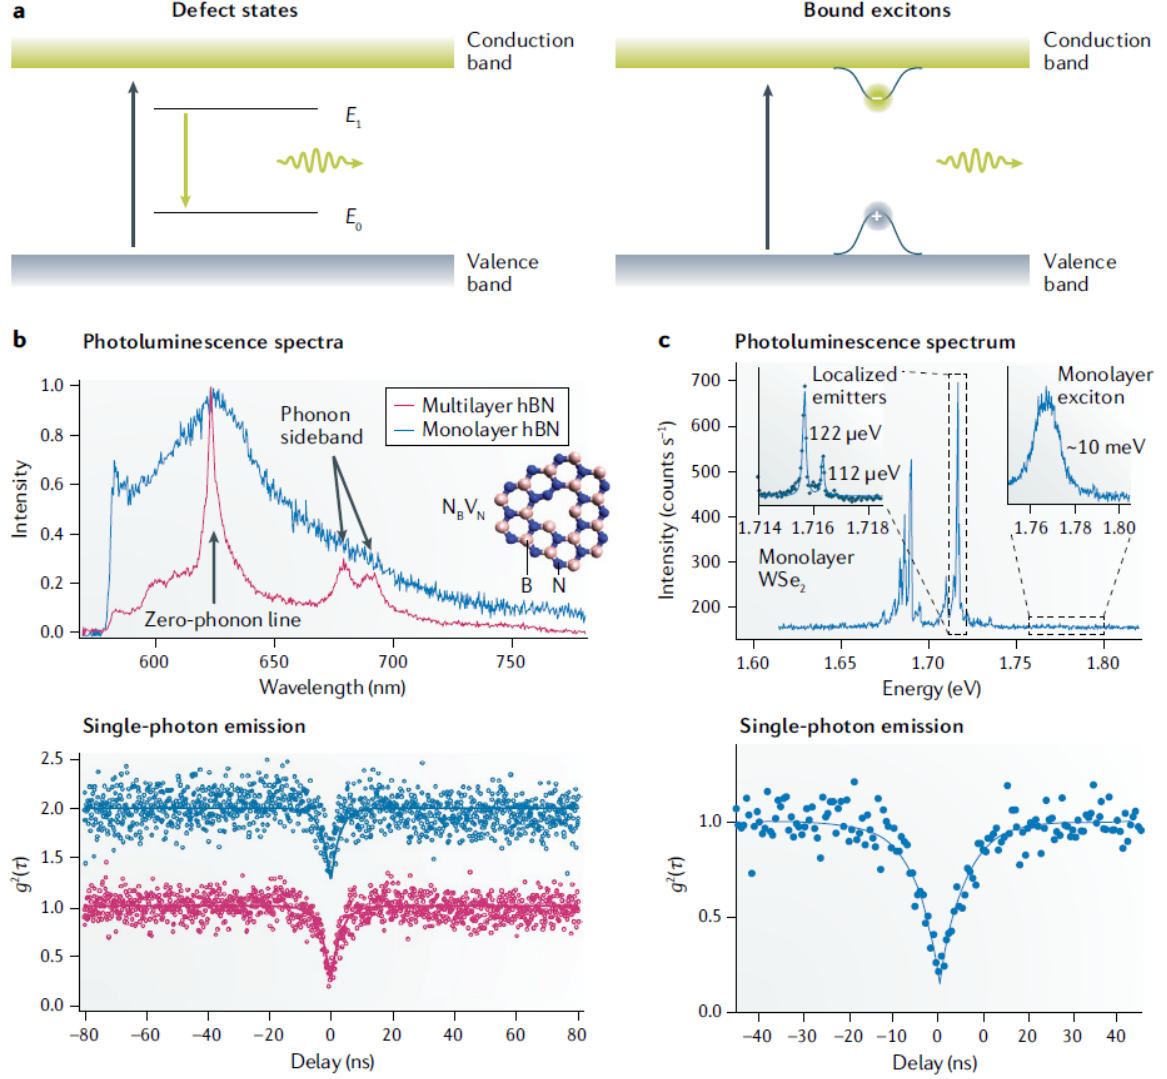 a
Defect states
Bound excitons
Conduction
band
E1
E0
Valence
band
Conduction
band
−
+
Valence
band
b
Photoluminescence spectra
Intensity
1.0
0.8
0.6
0.4
0.2
0.0
Multilayer hBN
Monolayer hBN
Phonon
sideband
NBVN
B
N
Zero-phonon line
600
650
700
750
Wavelength (nm)
c
Photoluminescence spectrum
Intensity (counts s−1)
700
600
500
400
300
200
Localized
emitters
122 μeV
112 μeV
1.714
1.716
1.718
Monolayer
exciton
~10 meV
1.76
1.78
1.80
Monolayer
WSe2
1.60
1.65
1.70
1.75
1.80
Energy (eV)
Single-photon emission
g2(τ)
2.5
2.0
1.5
1.0
0.5
0.0
−80
−60
−40
−20
0
20
40
60
80
Delay (ns)
Single-photon emission
g2(τ)
1.0
0.5
0.0
−40
−30
−20
−10
0
0
20
30
40
Delay (ns)